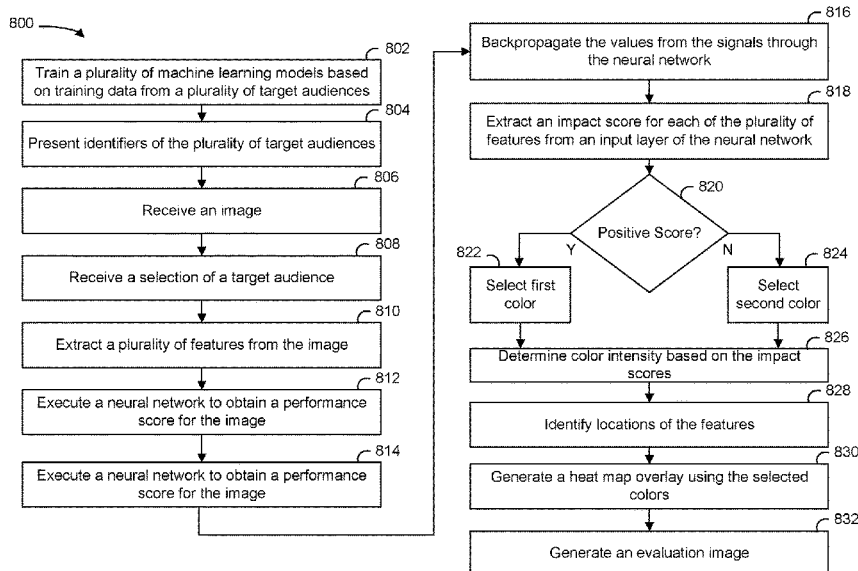 800
802
Train a plurality of machine learning models based
on training data from a plurality of target audiences
804
Present identifiers of the plurality of target audiences
806
Receive an image
808
Receive a selection of a target audience
810
Extract a plurality of features from the image
812
Execute a neural network to obtain a performance
score for the image
814
Execute a neural network to obtain a performance
score for the image
816
Backpropagate the values from the signals through
the neural network
818
Extract an impact score for each of the plurality of
features from an input layer of the neural network
820
Positive Score?
Y
N
822
Select first
color
824
Select
second color
826
Determine color intensity based on the impact
scores
828
Identify locations of the features
830
Generate a heat map overlay using the selected
colors
832
Generate an evaluation image